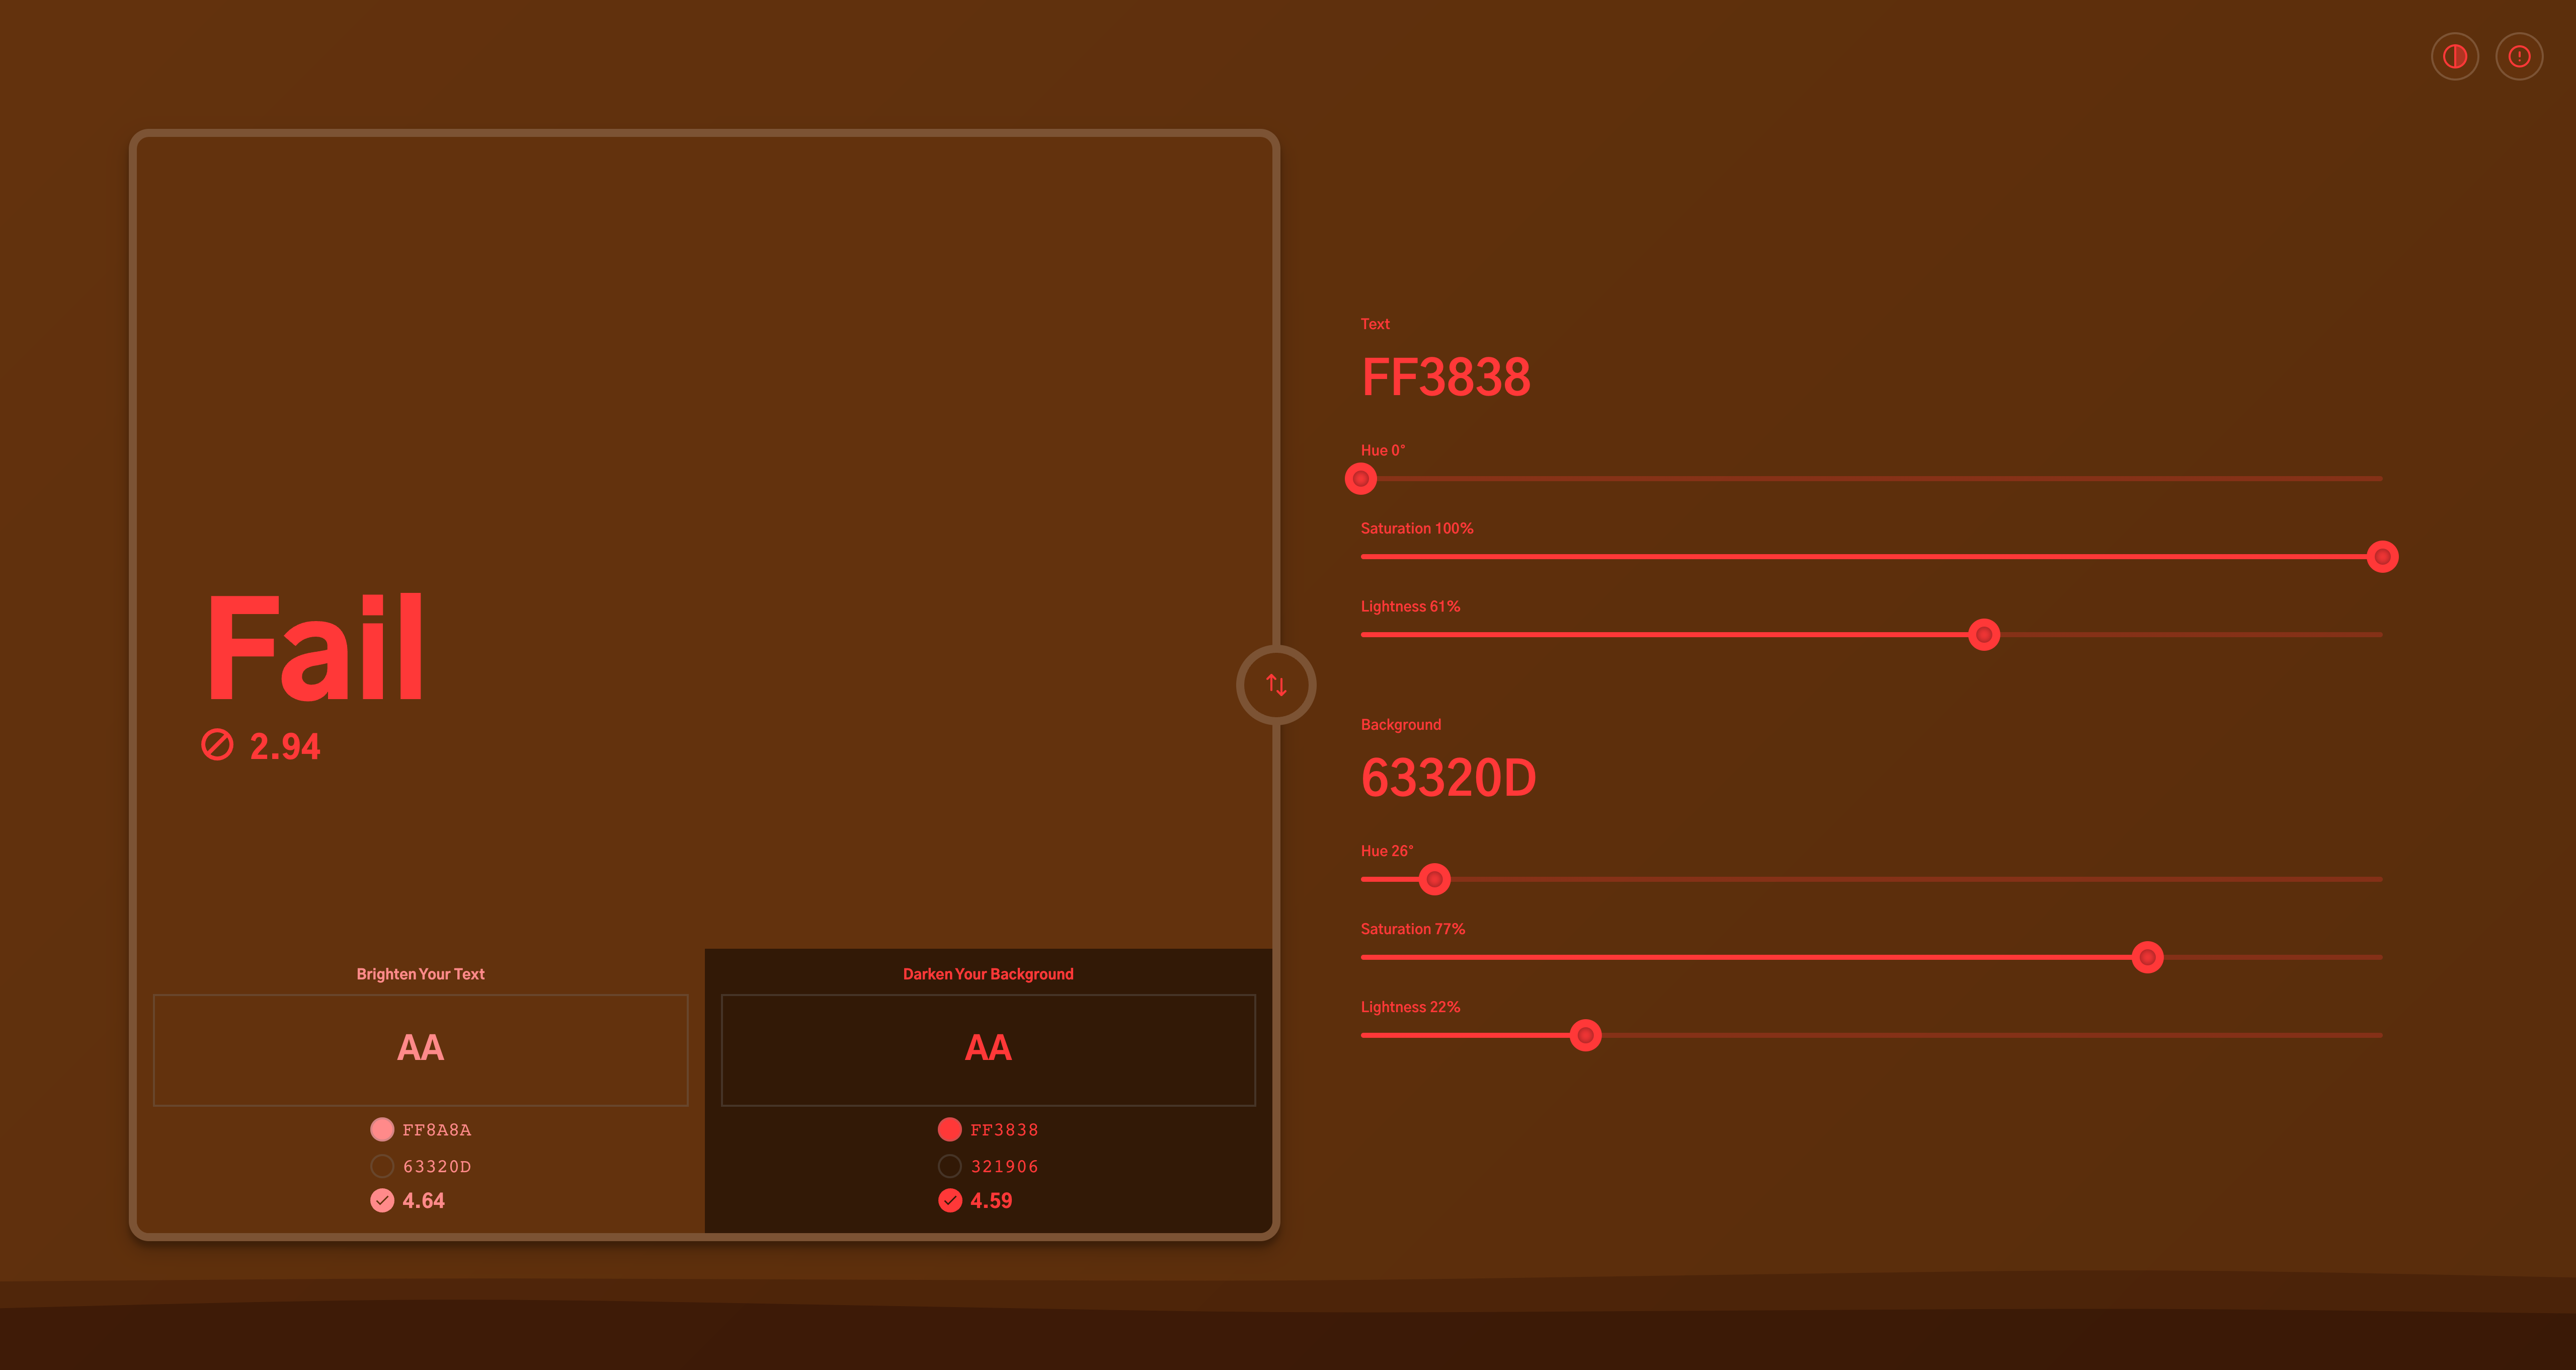 Fail
2.94
Brighten Your Text
AA
FF8A8A
63320D
4.64
Darken Your Background
AA
FF3838
321906
4.59
Text
FF3838
Hue 0°
Saturation 100%
Lightness 61%
Background
63320D
Hue 26°
Saturation 77%
Lightness 22%